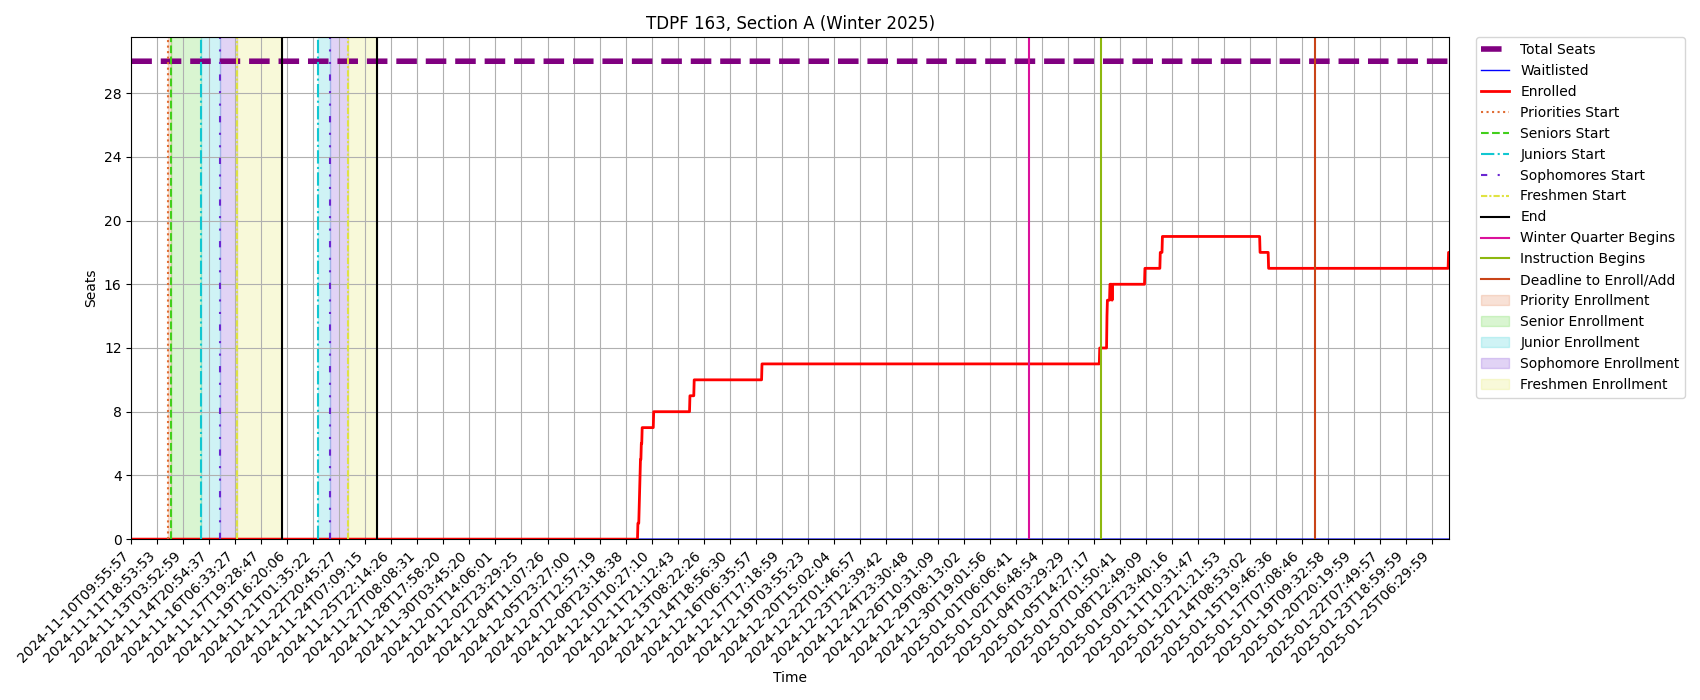 TDPF 163, Section A (Winter 2025)
Seats
28
24
20
16
12
8
4
0
2024-11-10T09:55:57
2024-11-11T18:53:53
2024-11-13T03:52:59
2024-11-14T20:54:37
2024-11-16T06:33:27
2024-11-17T19:28:47
2024-11-19T16:20:06
2024-11-21T01:35:22
2024-11-22T20:45:27
2024-11-24T07:09:15
2024-11-25T22:14:26
2024-11-27T08:08:31
2024-11-28T17:58:20
2024-11-30T03:45:20
2024-12-01T14:06:01
2024-12-02T23:29:25
2024-12-04T11:07:26
2024-12-05T23:27:00
2024-12-07T12:57:19
2024-12-08T23:18:38
2024-12-10T10:27:10
2024-12-11T21:12:43
2024-12-13T08:22:26
2024-12-14T18:56:30
2024-12-16T06:35:57
2024-12-17T17:18:59
2024-12-19T03:55:23
2024-12-20T15:02:04
2024-12-22T01:46:57
2024-12-23T12:39:42
2024-12-24T23:30:48
2024-12-26T10:31:09
2024-12-29T08:13:02
2024-12-30T19:01:56
2025-01-01T06:06:41
2025-01-02T16:48:54
2025-01-04T03:29:29
2025-01-05T14:27:17
2025-01-07T01:50:41
2025-01-08T12:49:09
2025-01-09T23:40:16
2025-01-11T10:31:47
2025-01-12T21:21:53
2025-01-14T08:53:02
2025-01-15T19:46:36
2025-01-17T07:08:46
2025-01-19T09:32:58
2025-01-20T20:19:59
2025-01-22T07:49:57
2025-01-23T18:59:59
2025-01-25T06:29:59
Time
Total Seats
Waitlisted
Enrolled
Priorities Start
Seniors Start
Juniors Start
Sophomores Start
Freshmen Start
End
Winter Quarter Begins
Instruction Begins
Deadline to Enroll/Add
Priority Enrollment
Senior Enrollment
Junior Enrollment
Sophomore Enrollment
Freshmen Enrollment